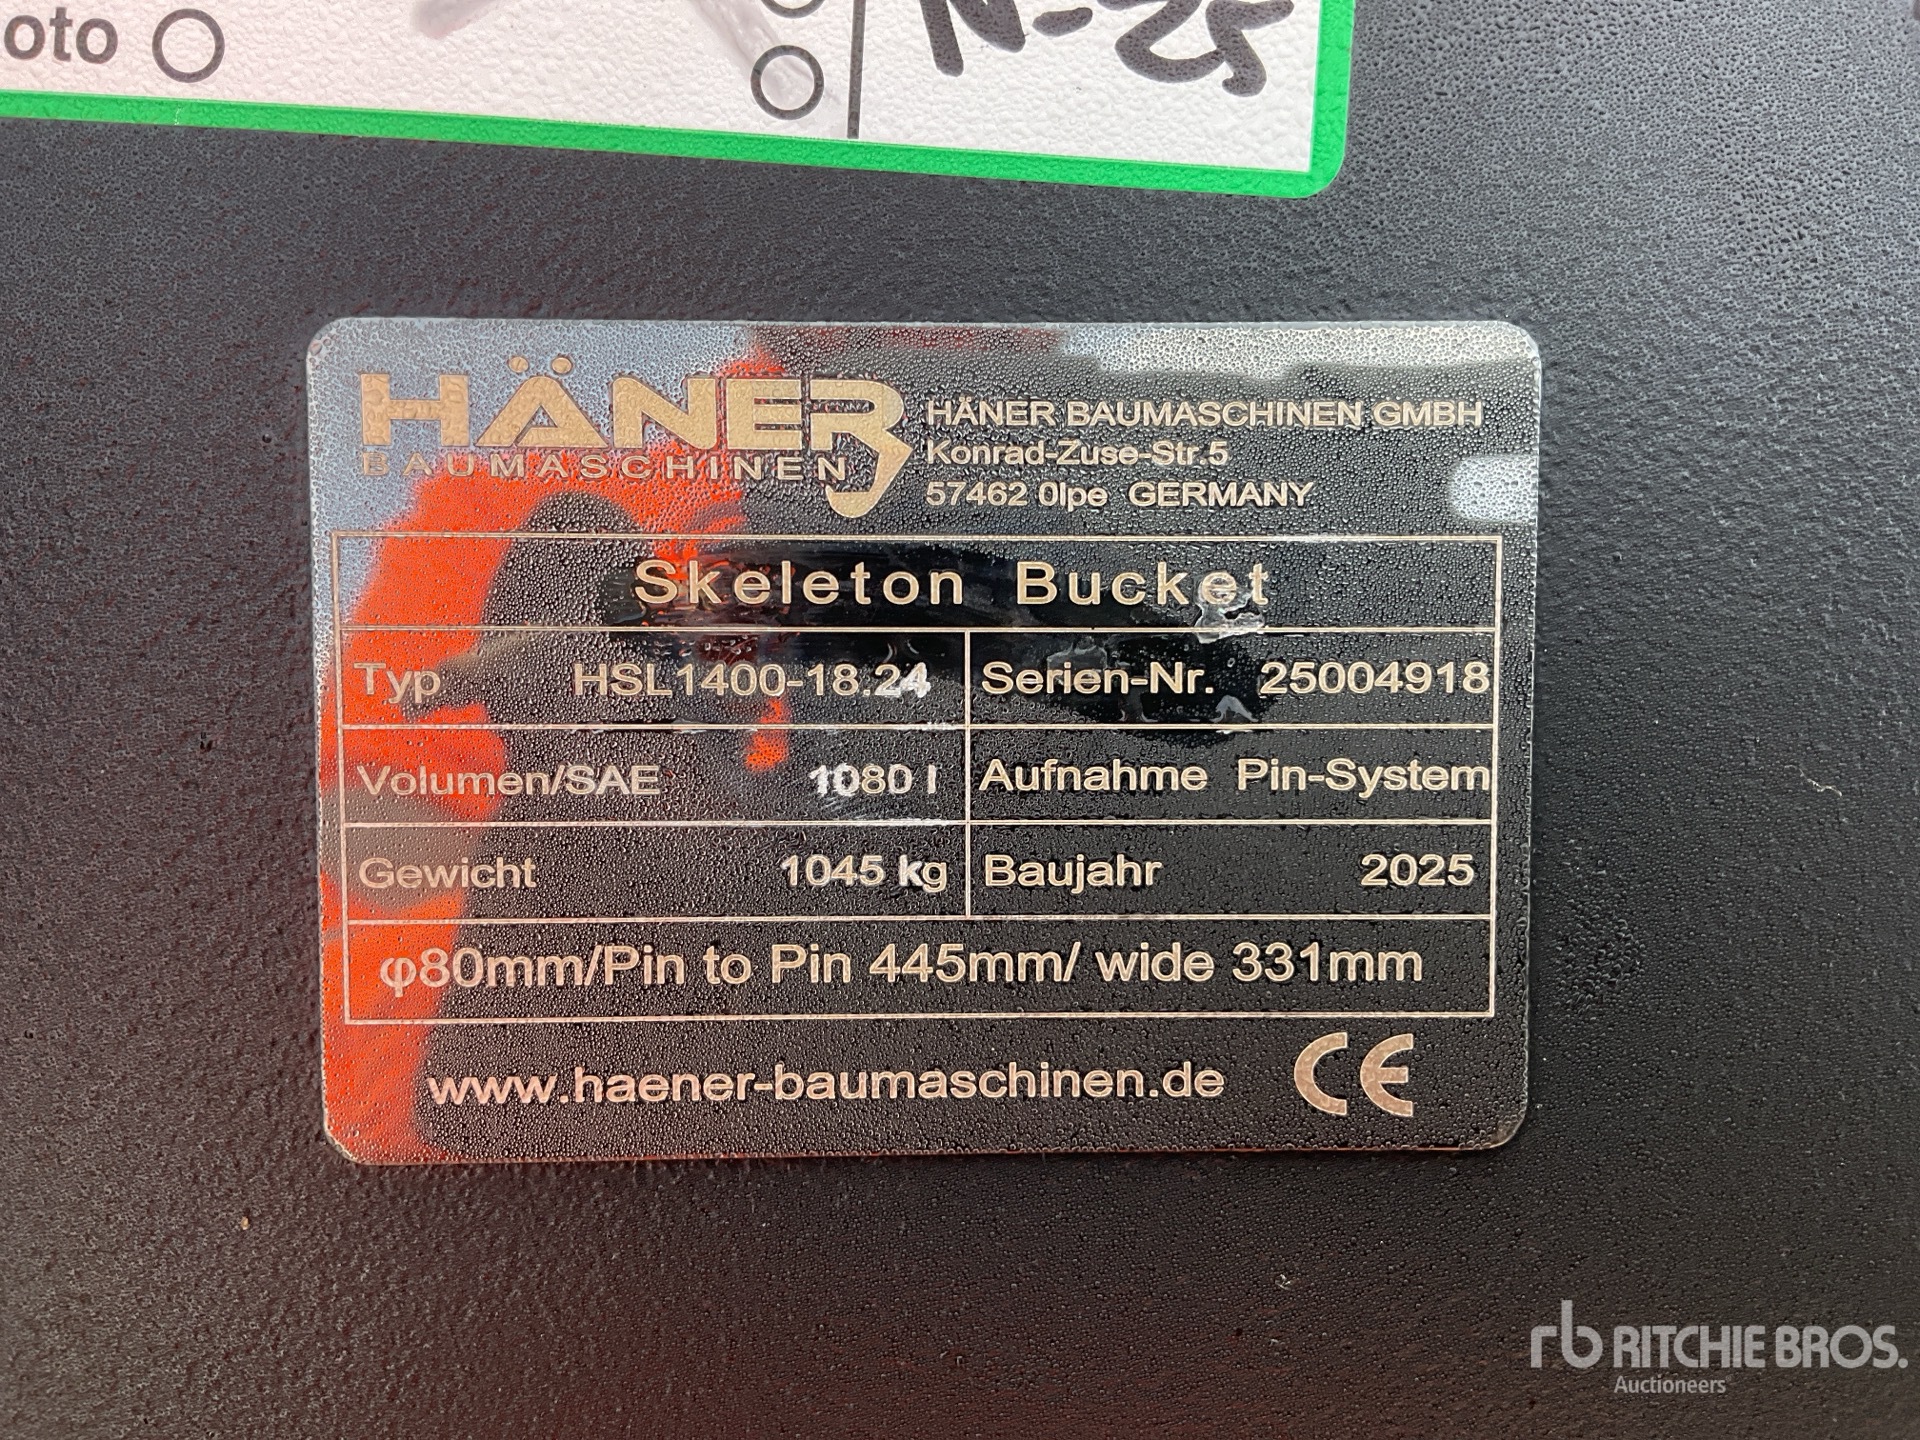 oto
N-25
HÄNER
BAUMASCHINEN
HÄNER BAUMASCHINEN GMBH
Konrad-Zuse-Str.5
57462 Olpe GERMANY
Skeleton Bucket
Typ HSL1400-18.24 Serien-Nr. 25004918
Volumen/SAE 1080 l Aufnahme Pin-System
Gewicht 1045 kg Baujahr 2025
φ80mm/Pin to Pin 445mm/ wide 331mm
www.haener-baumaschinen.de CE
rb RITCHIE BROS.
Auctioneers